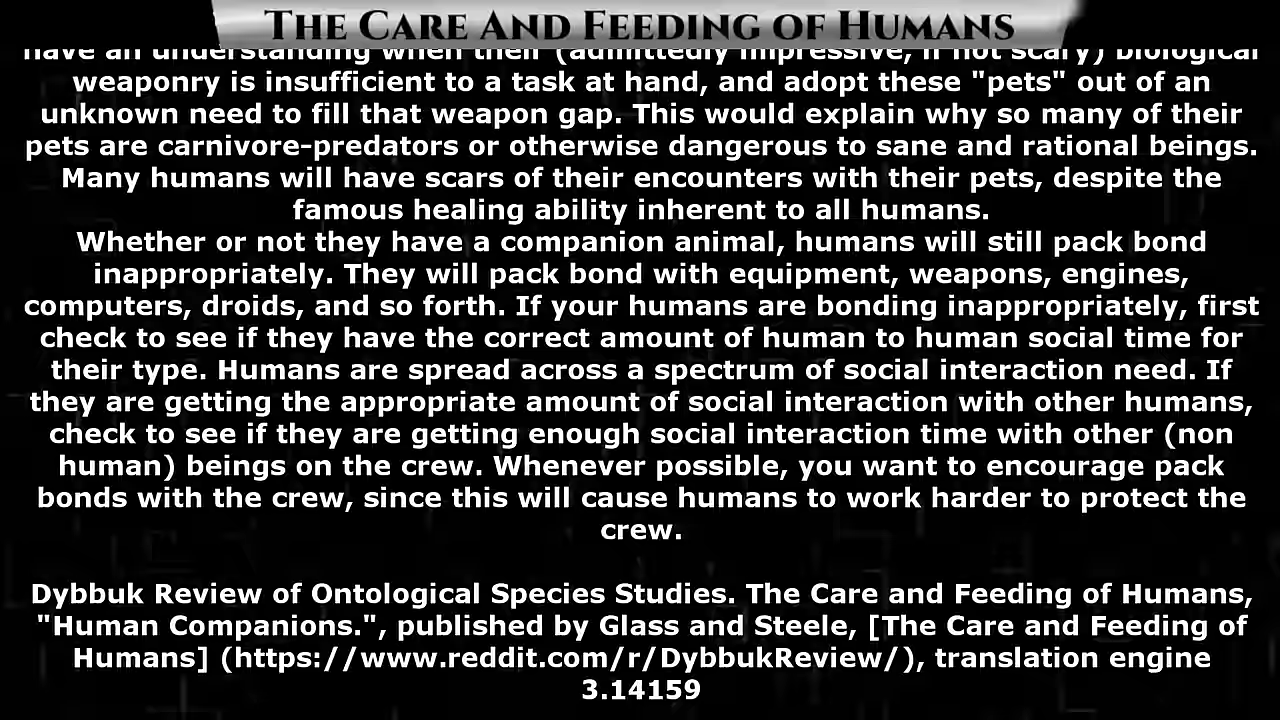 THE CARE AND FEEDING OF HUMANS
have an understanding when their (admittedly impressive, if not scary) biological
weaponry is insufficient to a task at hand, and adopt these "pets" out of an
unknown need to fill that weapon gap. This would explain why so many of their
pets are carnivore-predators or otherwise dangerous to sane and rational beings.
Many humans will have scars of their encounters with their pets, despite the
famous healing ability inherent to all humans.
Whether or not they have a companion animal, humans will still pack bond
inappropriately. They will pack bond with equipment, weapons, engines,
computers, droids, and so forth. If your humans are bonding inappropriately, first
check to see if they have the correct amount of human to human social time for
their type. Humans are spread across a spectrum of social interaction need. If
they are getting the appropriate amount of social interaction with other humans,
check to see if they are getting enough social interaction time with other (non
human) beings on the crew. Whenever possible, you want to encourage pack
bonds with the crew, since this will cause humans to work harder to protect the
crew.
Dybbuk Review of Ontological Species Studies. The Care and Feeding of Humans,
"Human Companions.", published by Glass and Steele, [The Care and Feeding of
Humans] (https://www.reddit.com/r/DybbukReview/), translation engine
3.14159